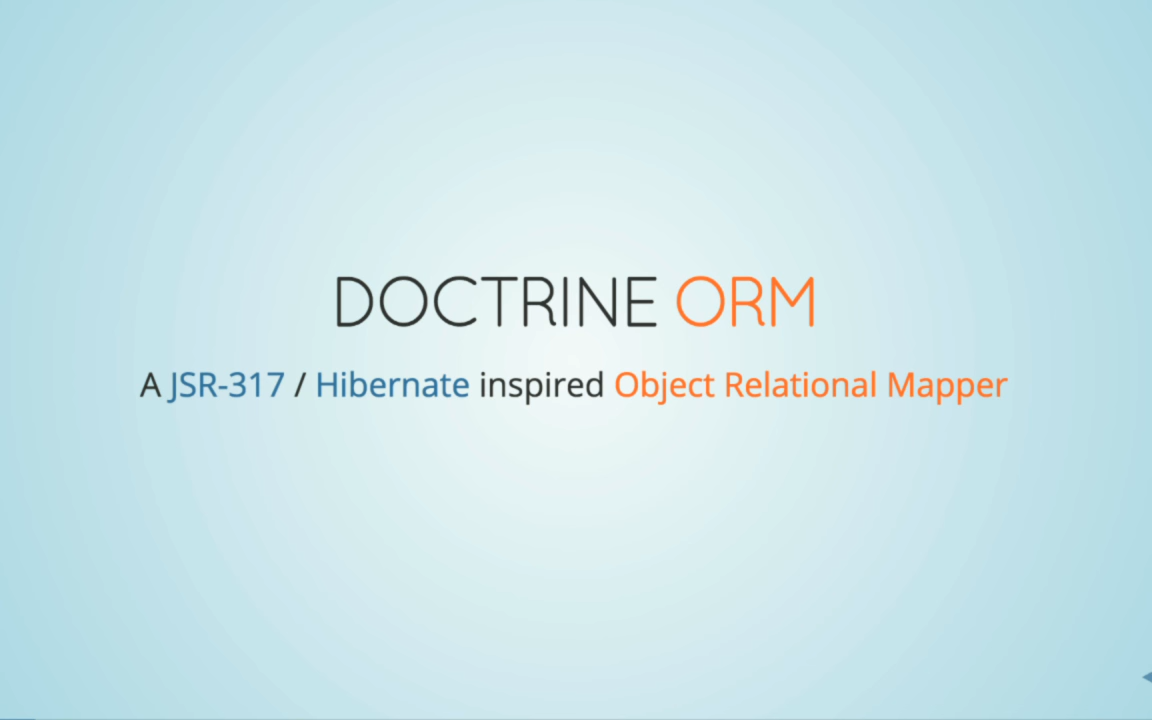 DOCTRINE ORM
A JSR-317 / Hibernate inspired Object Relational Mapper